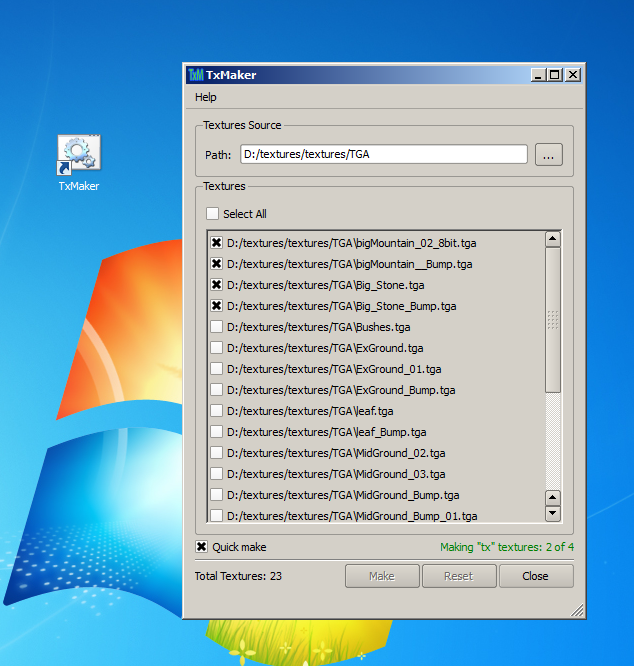 TxM TxMaker
Help
Textures Source
Path: D:/textures/textures/TGA ...
TxMaker
Textures
Select All
D:/textures/textures/TGA\bigMountain_02_8bit.tga
D:/textures/textures/TGA\bigMountain__Bump.tga
D:/textures/textures/TGA\Big_Stone.tga
D:/textures/textures/TGA\Big_Stone_Bump.tga
D:/textures/textures/TGA\Bushes.tga
D:/textures/textures/TGA\ExGround.tga
D:/textures/textures/TGA\ExGround_01.tga
D:/textures/textures/TGA\ExGround_Bump.tga
D:/textures/textures/TGA\leaf.tga
D:/textures/textures/TGA\leaf_Bump.tga
D:/textures/textures/TGA\MidGround_02.tga
D:/textures/textures/TGA\MidGround_03.tga
D:/textures/textures/TGA\MidGround_Bump.tga
D:/textures/textures/TGA\MidGround_Bump_01.tga
Quick make Making "tx" textures: 2 of 4
Total Textures: 23 Make Reset Close